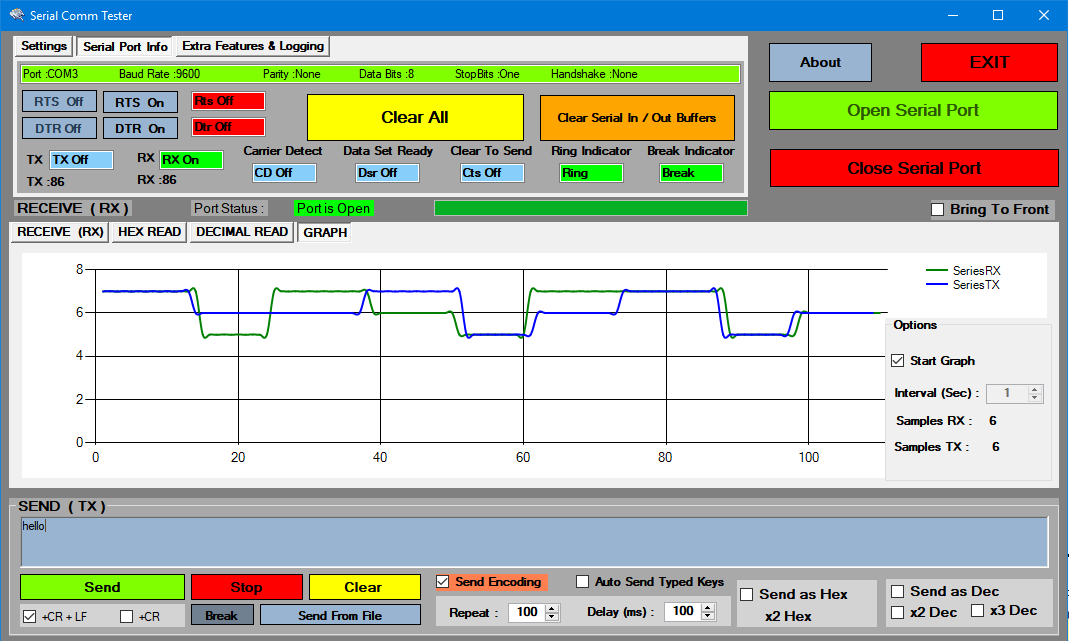 Serial Comm Tester
Settings Serial Port Info Extra Features & Logging
About EXIT
Port :COM3 Baud Rate :9600 Parity :None Data Bits :8 StopBits :One Handshake :None
RTS Off RTS On Rts Off
Clear All Clear Serial In / Out Buffers
Open Serial Port
DTR Off DTR On Dtr Off
Carrier Detect Data Set Ready Clear To Send Ring Indicator Break Indicator
TX TX Off RX RX On
CD Off Dsr Off Cts Off Ring Break
Close Serial Port
TX :86 RX :86
RECEIVE ( RX ) Port Status : Port is Open Bring To Front
RECEIVE (RX) HEX READ DECIMAL READ GRAPH
8
6
4
2
0
0 20 40 60 80 100
SeriesRX
SeriesTX
Options
Start Graph
Interval (Sec) : 1
Samples RX : 6
Samples TX : 6
SEND ( TX )
hello
Send Stop Clear Send Encoding Auto Send Typed Keys
+CR + LF +CR Break Send From File Repeat : 100 Delay (ms) : 100
Send as Hex
x2 Hex
Send as Dec
x2 Dec x3 Dec